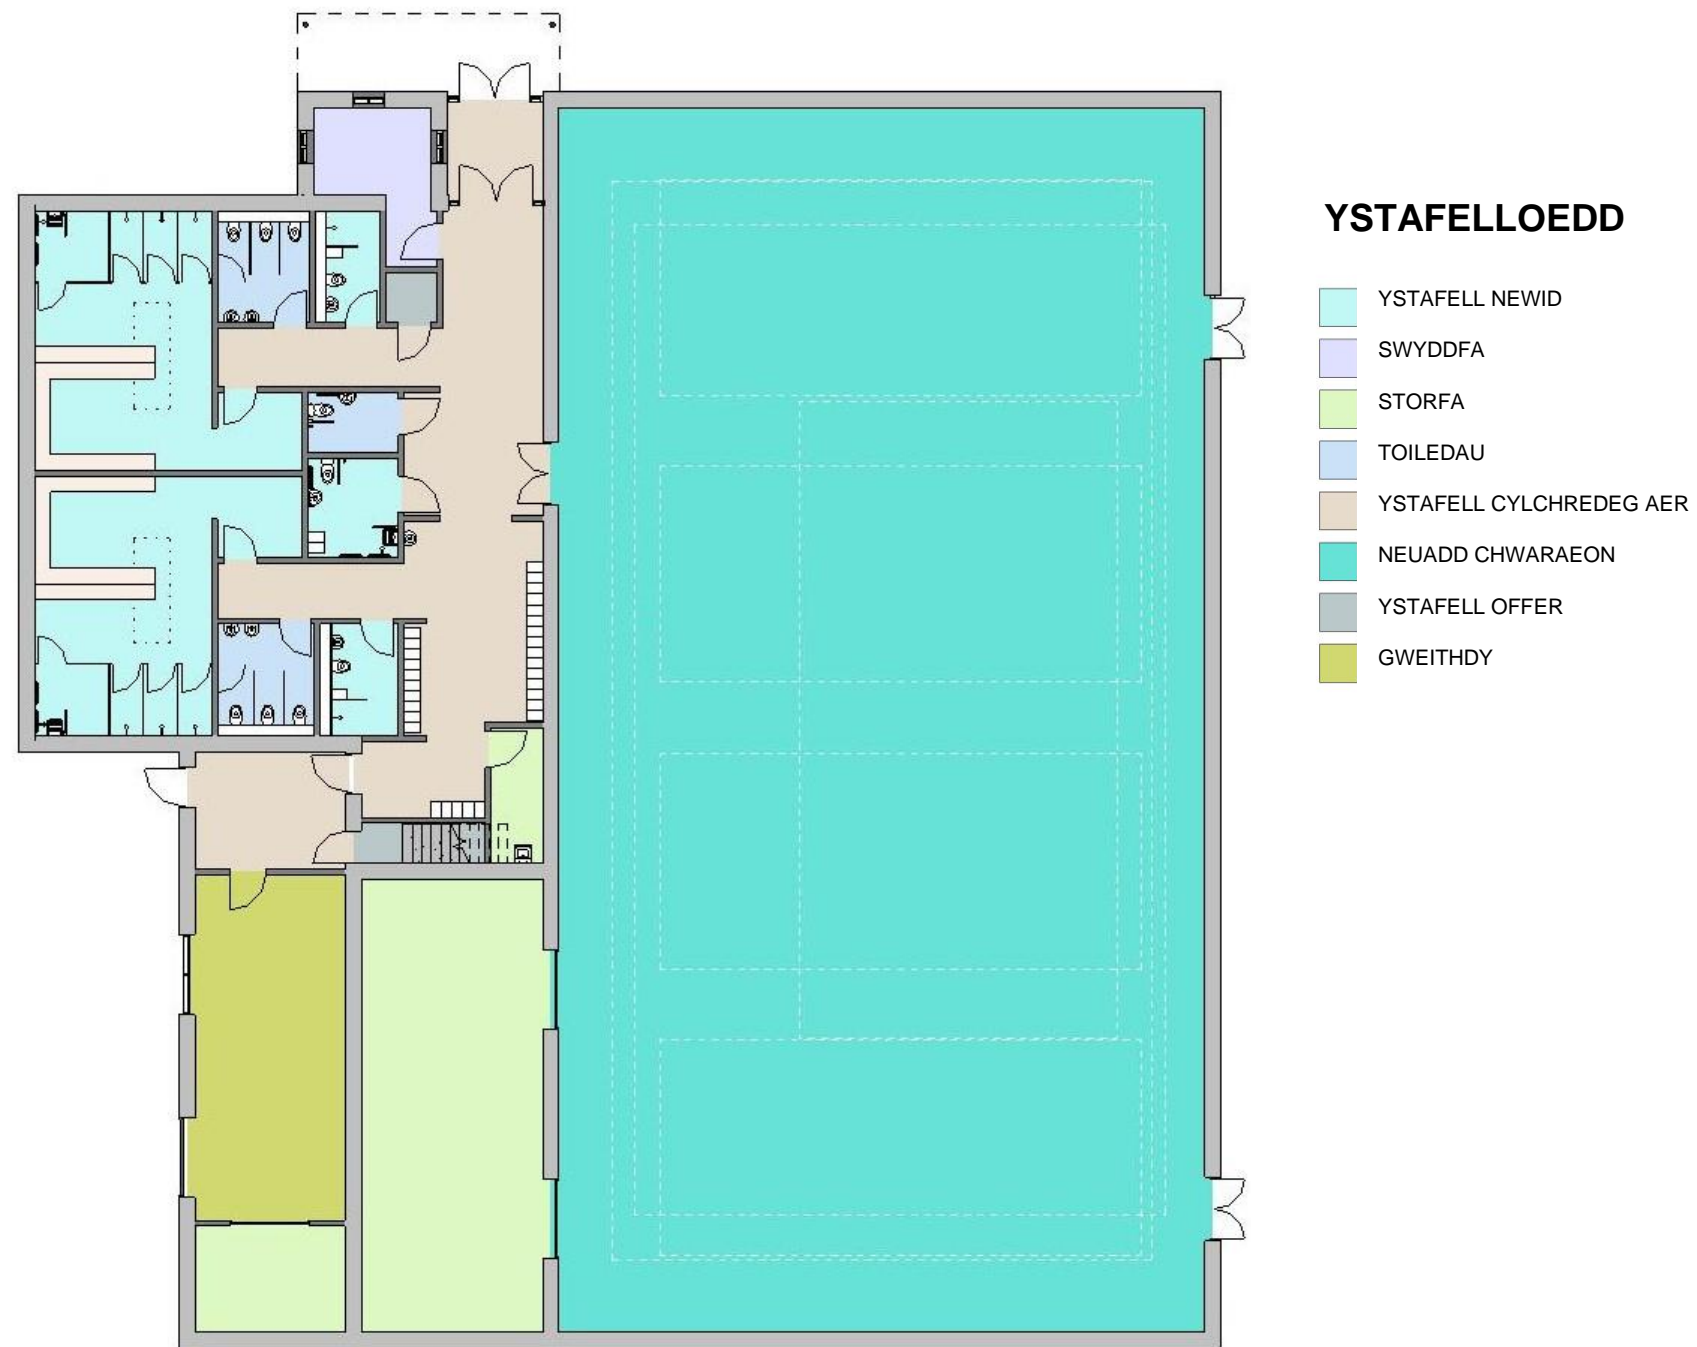 YSTAFELLOEDD
YSTAFELL NEWID
SWYDDFA
STORFA
TOILEDAU
YSTAFELL CYLCHREDEG AER
NEUADD CHWARAEON
YSTAFELL OFFER
GWEITHDY